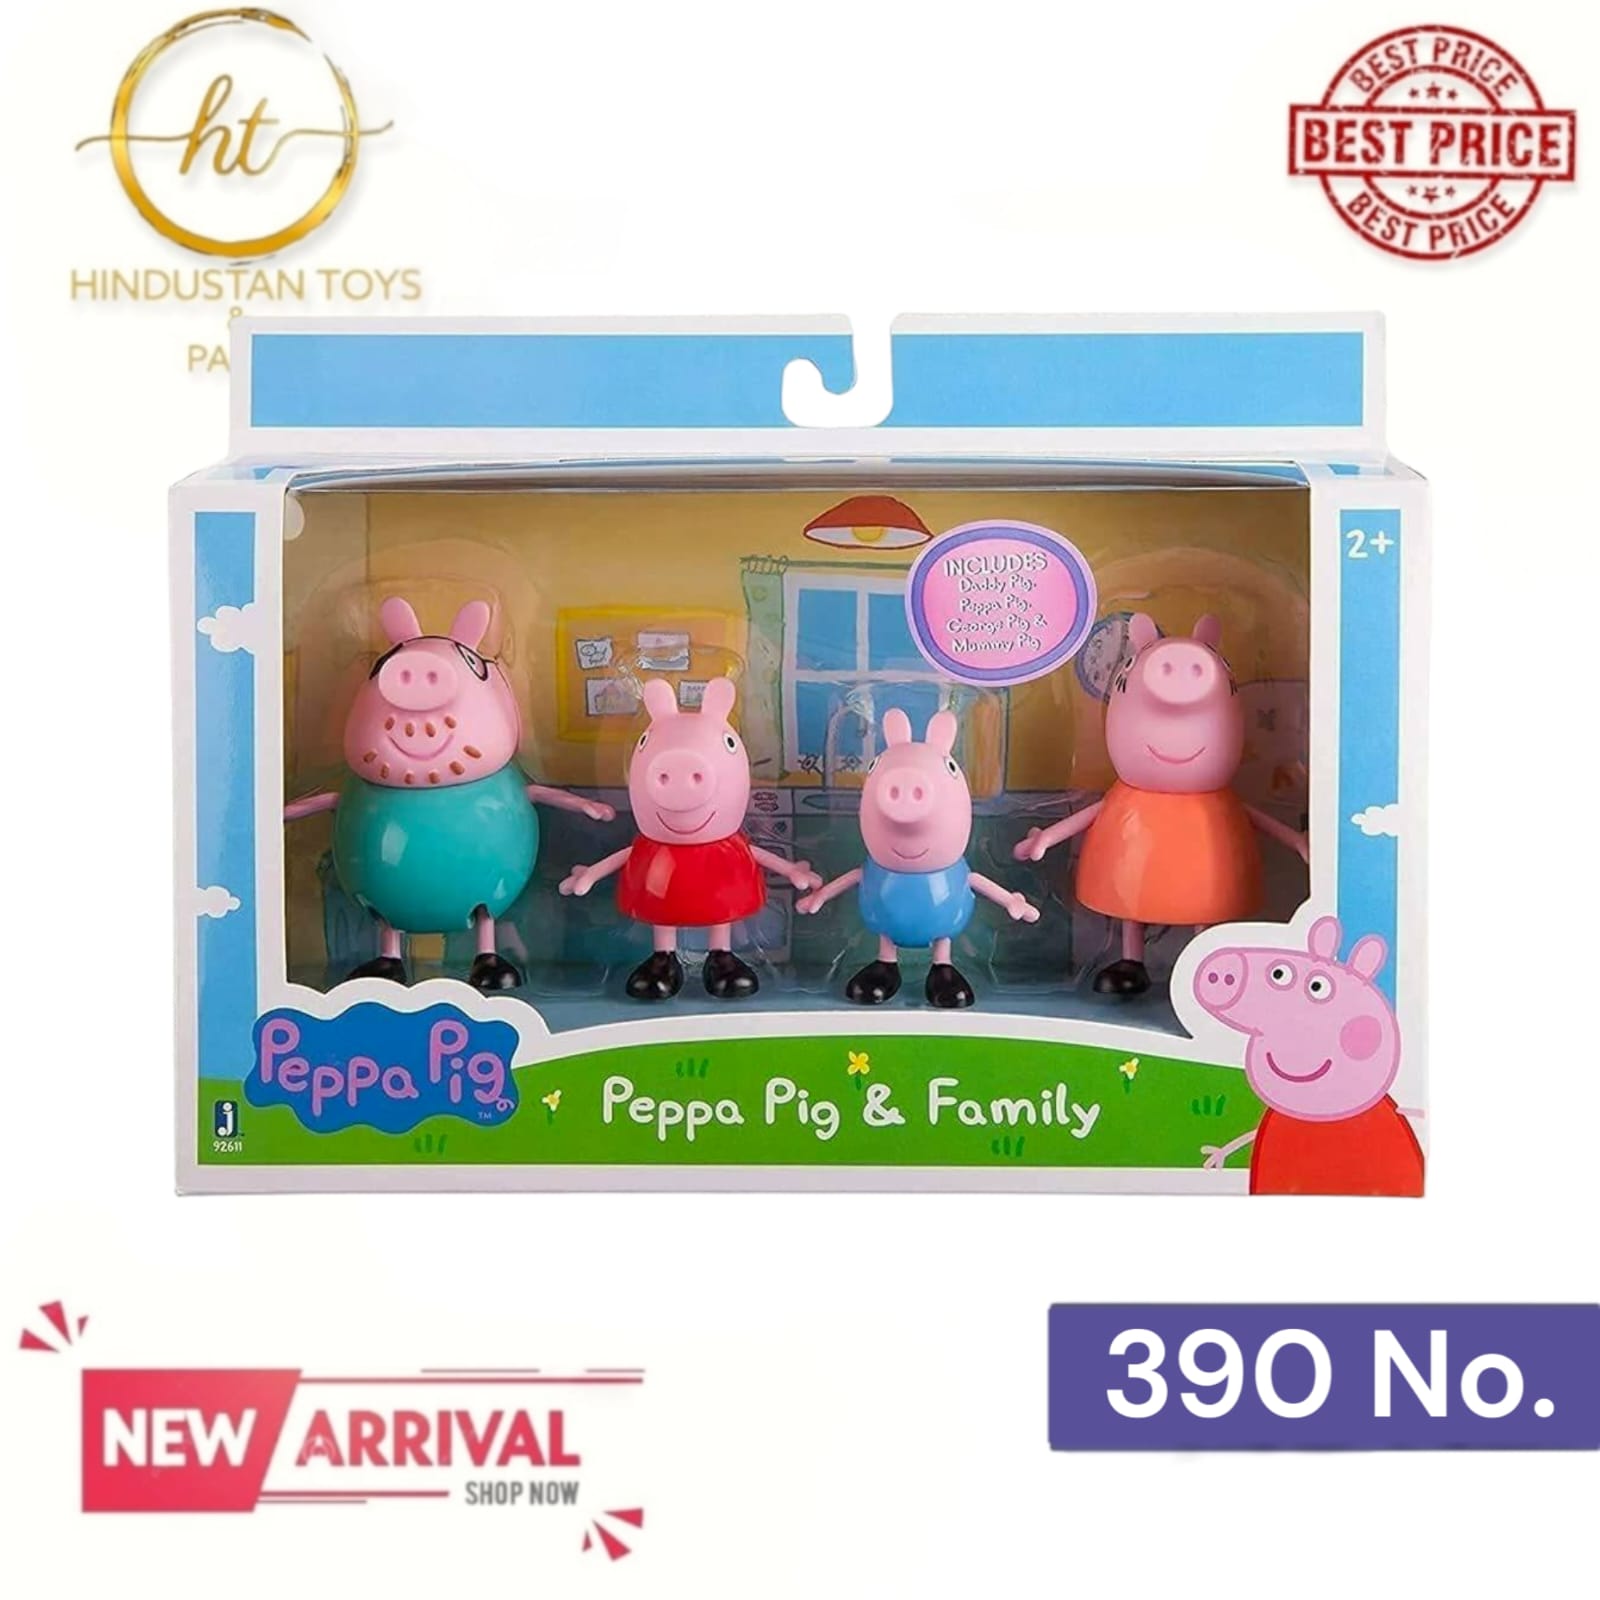 ht
HINDUSTAN TOYS
&
PA
BEST PRICE
BEST PRICE
BEST PRICE
2+
INCLUDES
Daddy Pig,
Peppa Pig,
George Pig &
Mummy Pig
Peppa Pig
TM
Peppa Pig & Family
j
92611
NEW ARRIVAL
SHOP NOW
390 No.